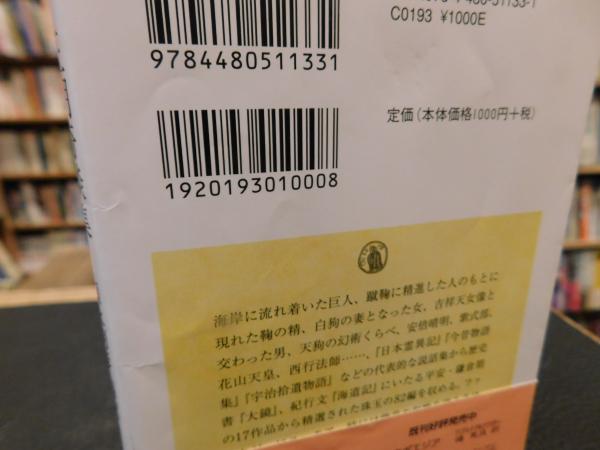 C0193 ¥1000E
9784480511331
定価(本体価格1000円+税)
1920193010008
海岸に流れ着いた巨人、蹴鞠に精進した人のもとに
現れた鞠の精、白狗の妻となった女、吉祥天女像と
交わった男、天狗の幻術くらべ、安倍晴明、紫式部、
花山天皇、西行法師……、『日本霊異記』『今昔物語
集』『宇治拾遺物語』などの代表的な説話集から歴史
書『大鏡』、紀行文『海道記』にいたる平安・鎌倉期
の17作品から精選された珠玉の82編を収める。
既刊好評発売中